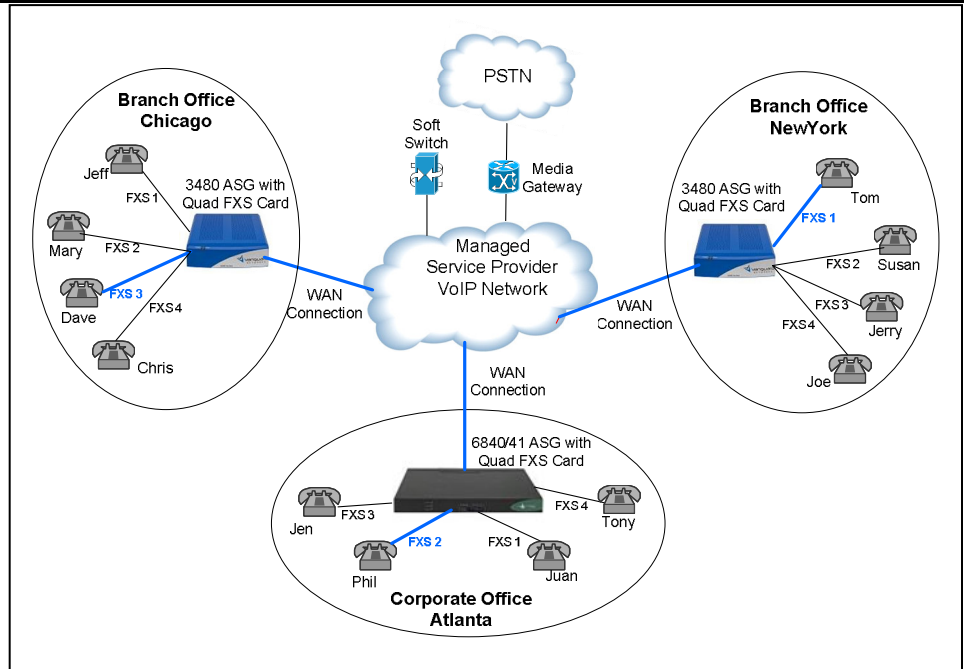 PSTN
Soft
Switch
Media
Gateway
Managed
Service Provider
VoIP Network
Branch Office
Chicago
Jeff
FXS 1
3480 ASG with
Quad FXS Card
Mary
FXS 2
Dave
FXS 3
FXS4
Chris
WAN
Connection
Branch Office
NewYork
3480 ASG with
Quad FXS Card
Tom
FXS 1
FXS 2
Susan
FXS3
Jerry
FXS4
Joe
WAN
Connection
WAN
Connection
6840/41 ASG with
Quad FXS Card
Jen
FXS 3
FXS 2
Phil
FXS 1
Juan
FXS4
Tony
Corporate Office
Atlanta